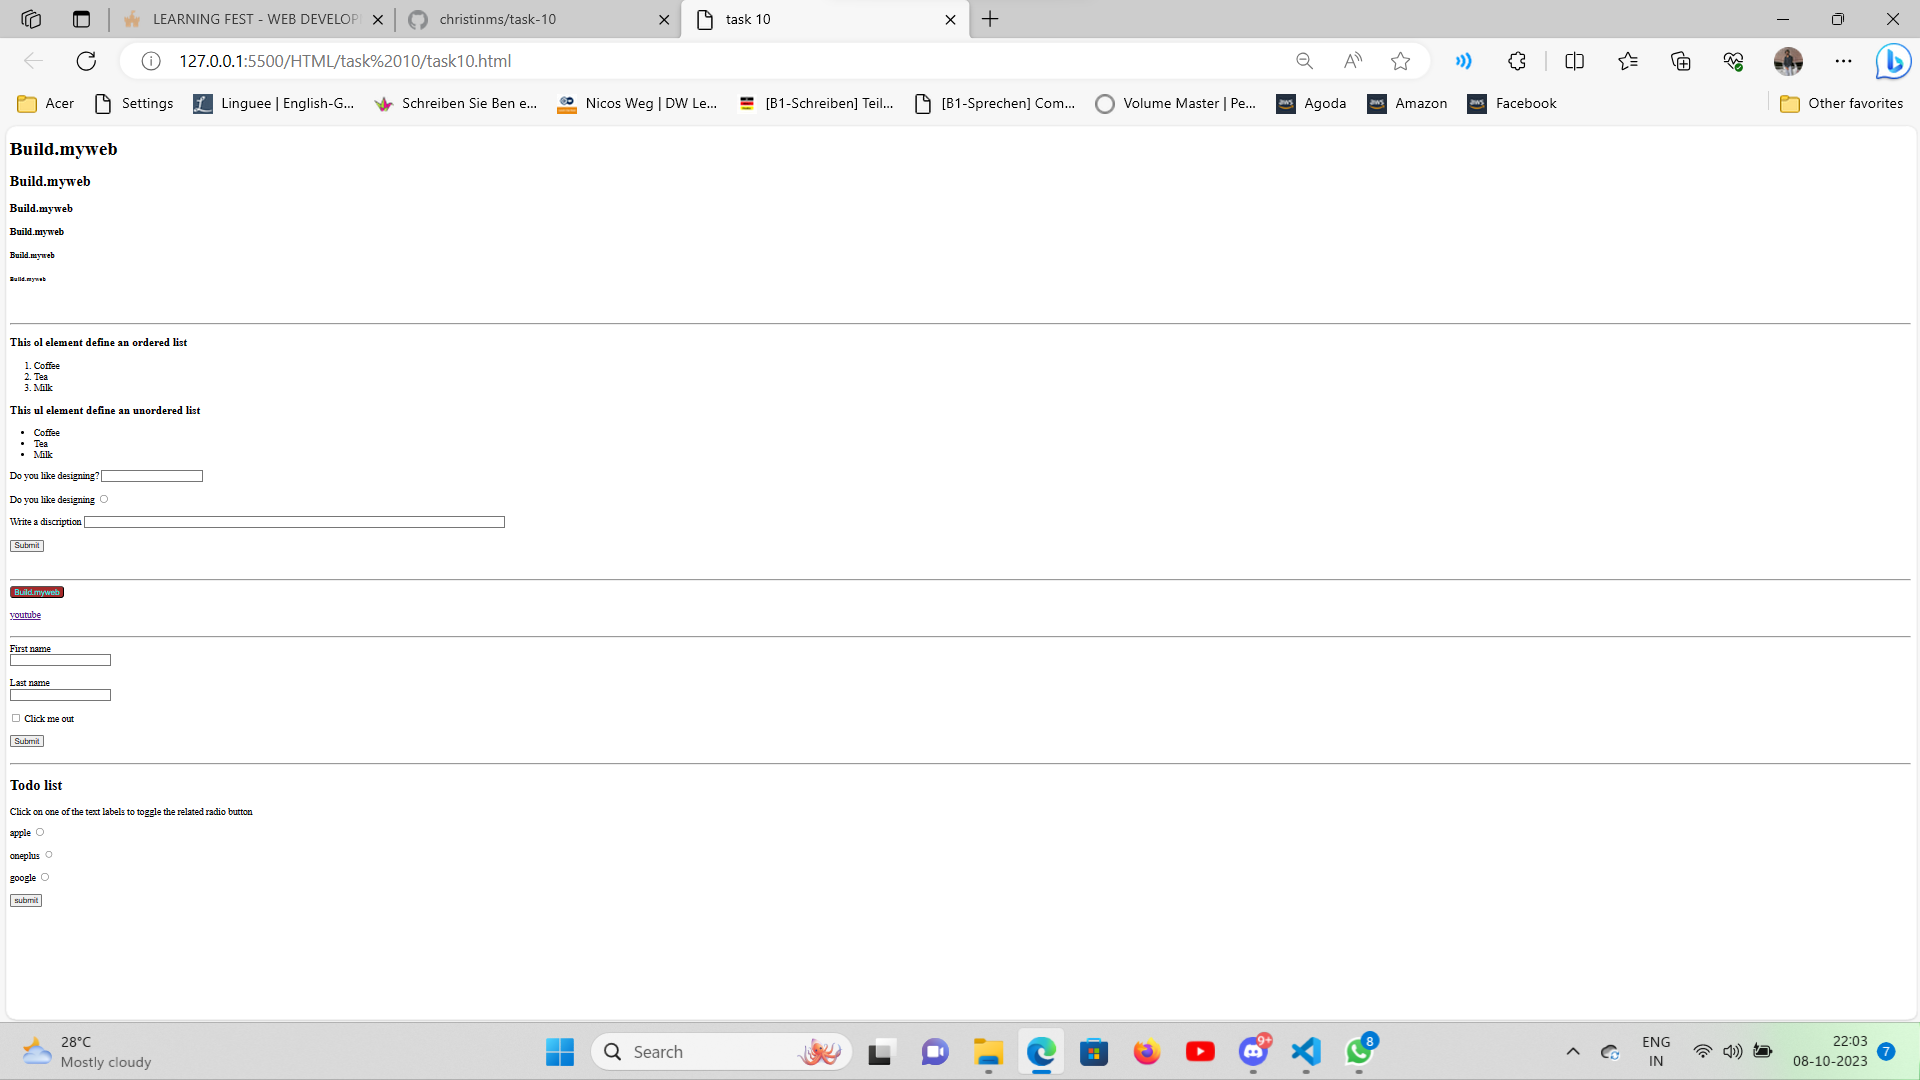 LEARNING FEST - WEB DEVELOP
christinms/task-10
task 10
127.0.0.1:5500/HTML/task%2010/task10.html
Acer
Settings
Linguee | English-G...
Schreiben Sie Ben e...
Nicos Weg | DW Le...
[B1-Schreiben] Teil...
[B1-Sprechen] Com...
Volume Master | Pe...
Agoda
Amazon
Facebook
Other favorites
Build.myweb
Build.myweb
Build.myweb
Build.myweb
Build.myweb
Build.myweb
This ol element define an ordered list
1. Coffee
2. Tea
3. Milk
This ul element define an unordered list
• Coffee
• Tea
• Milk
Do you like designing?
Do you like designing
Write a discription
Submit
Build.myweb
youtube
First name
Last name
Click me out
Submit
Todo list
Click on one of the text labels to toggle the related radio button
apple
oneplus
google
submit
28°C
Mostly cloudy
Search
9+
8
ENG
IN
22:03
08-10-2023
7